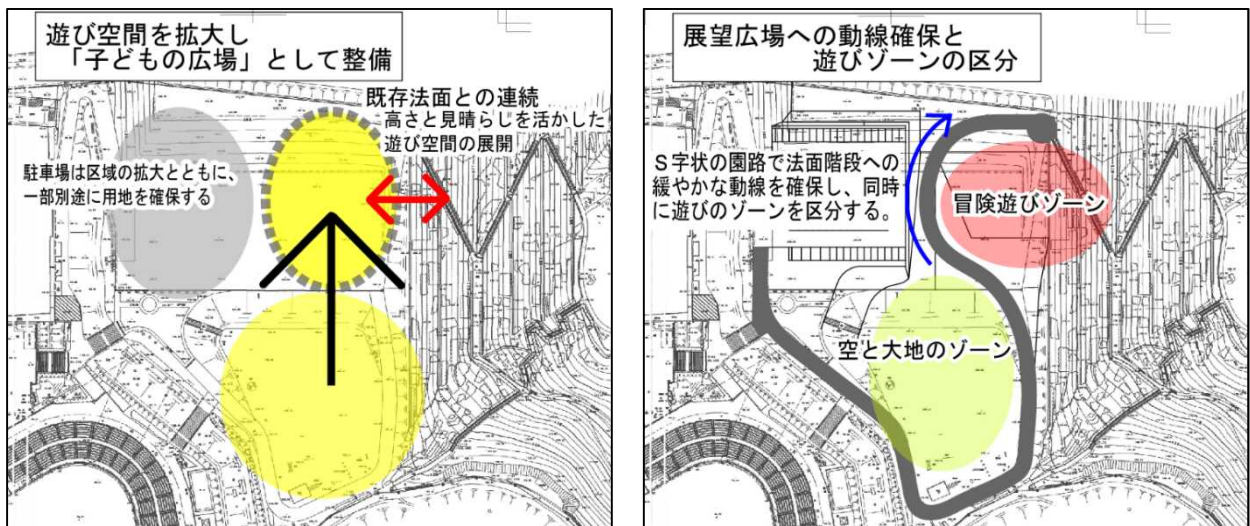 遊び空間を拡大し
「子どもの広場」として整備
既存法面との連続
高さと見晴らしを活かした
遊び空間の展開
駐車場は区域の拡大とともに、
一部別途に用地を確保する
展望広場への動線確保と
遊びゾーンの区分
S字状の園路で法面階段への
緩やかな動線を確保し、同時
に遊びのゾーンを区分する。
冒険遊びゾーン
空と大地のゾーン